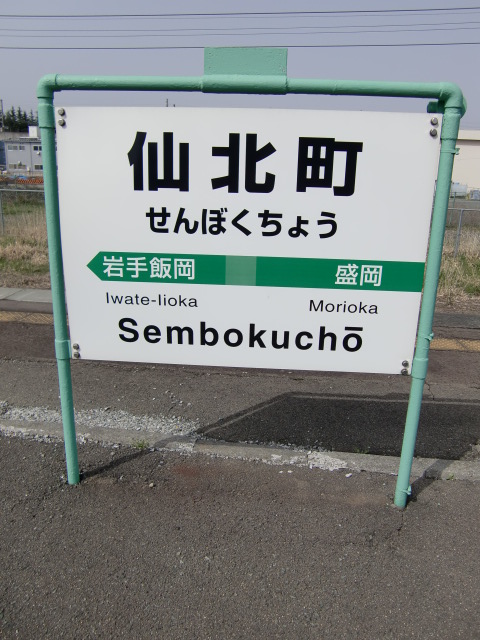 仙北町
せんぼくちょう
岩手飯岡 盛岡
Iwate-Iioka Morioka
Sembokuchō